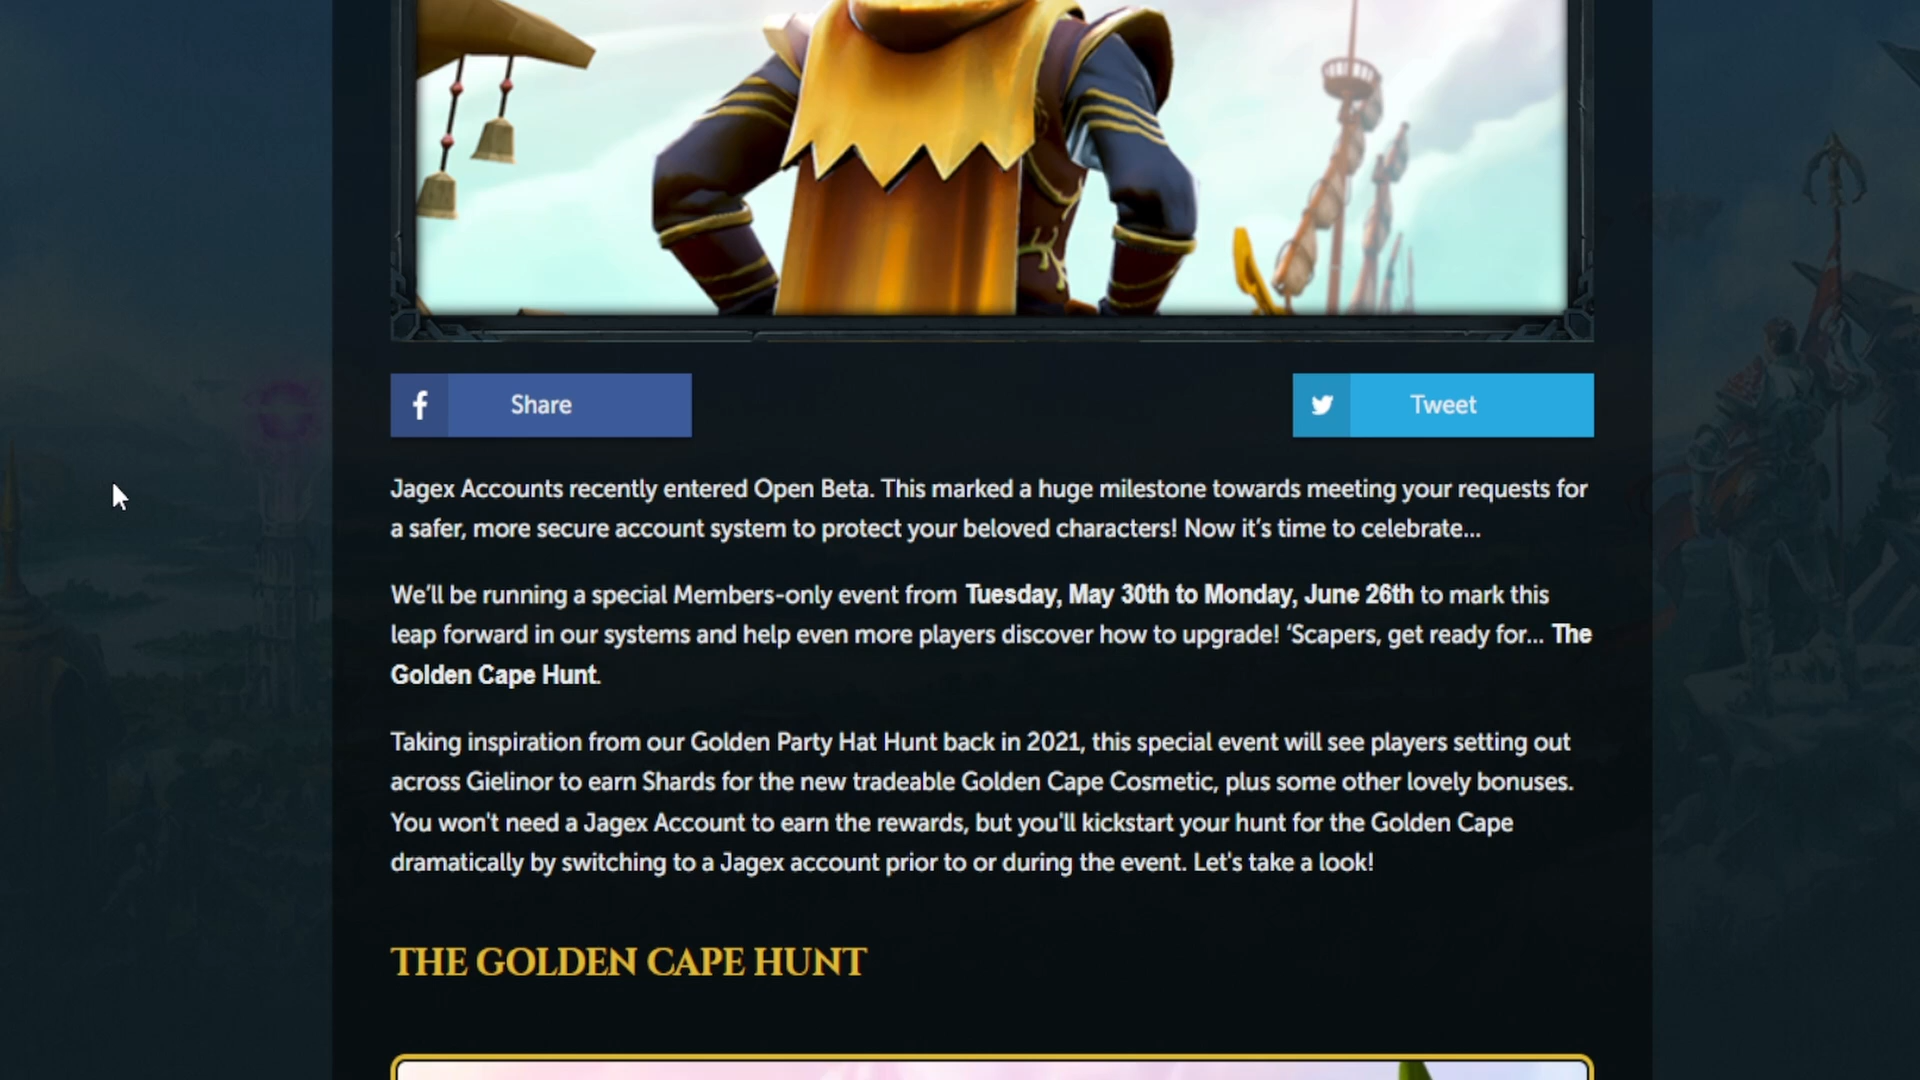 Share
Tweet
Jagex Accounts recently entered Open Beta. This marked a huge milestone towards meeting your requests for
a safer, more secure account system to protect your beloved characters! Now it’s time to celebrate...
We’ll be running a special Members-only event from Tuesday, May 30th to Monday, June 26th to mark this
leap forward in our systems and help even more players discover how to upgrade! ‘Scapers, get ready for... The
Golden Cape Hunt.
Taking inspiration from our Golden Party Hat Hunt back in 2021, this special event will see players setting out
across Gielinor to earn Shards for the new tradeable Golden Cape Cosmetic, plus some other lovely bonuses.
You won't need a Jagex Account to earn the rewards, but you'll kickstart your hunt for the Golden Cape
dramatically by switching to a Jagex account prior to or during the event. Let's take a look!
THE GOLDEN CAPE HUNT